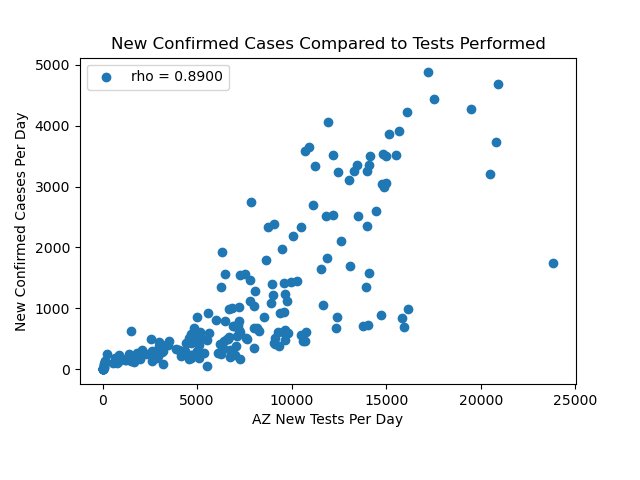 New Confirmed Cases Compared to Tests Performed
rho = 0.8900
5000
4000
3000
2000
1000
0
New Confirmed Caeses Per Day
0 5000 10000 15000 20000 25000
AZ New Tests Per Day